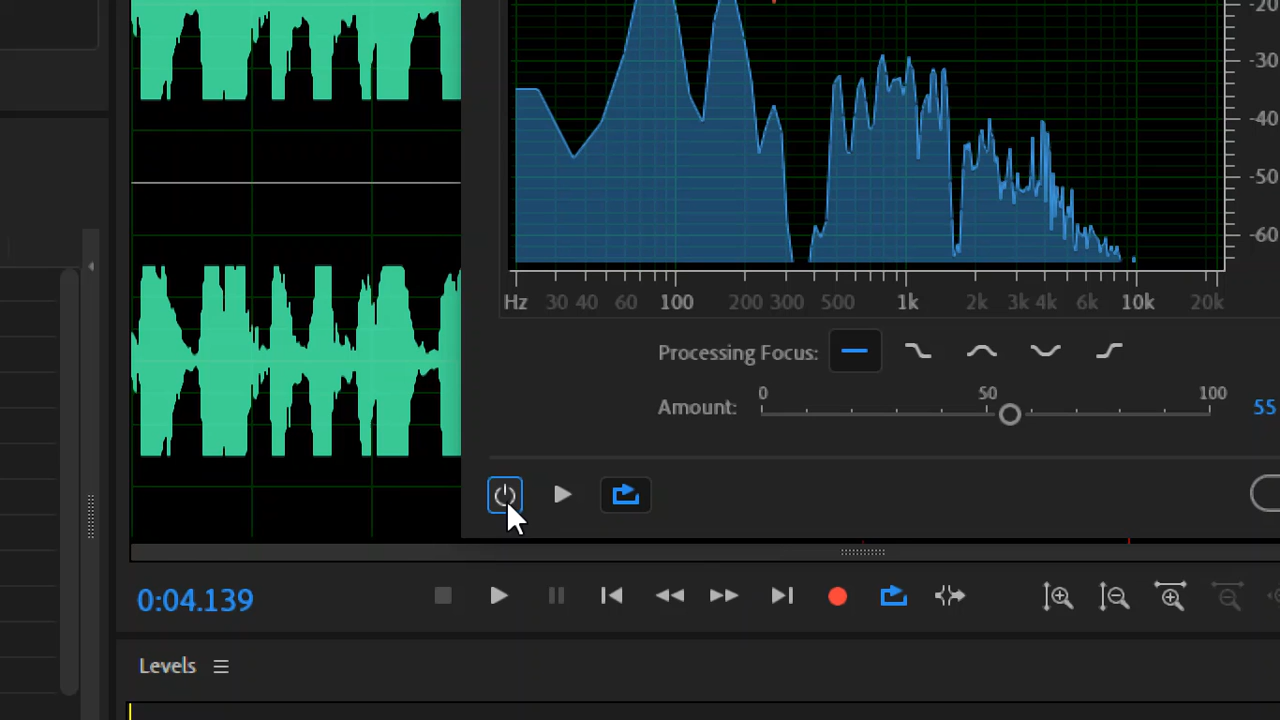 -20
-30
-40
-50
-60
Hz 30 40 60 100 200 300 500 1k 2k 3k 4k 6k 10k 20k
Processing Focus:
0 50 100
Amount: 55
0:04.139
Levels